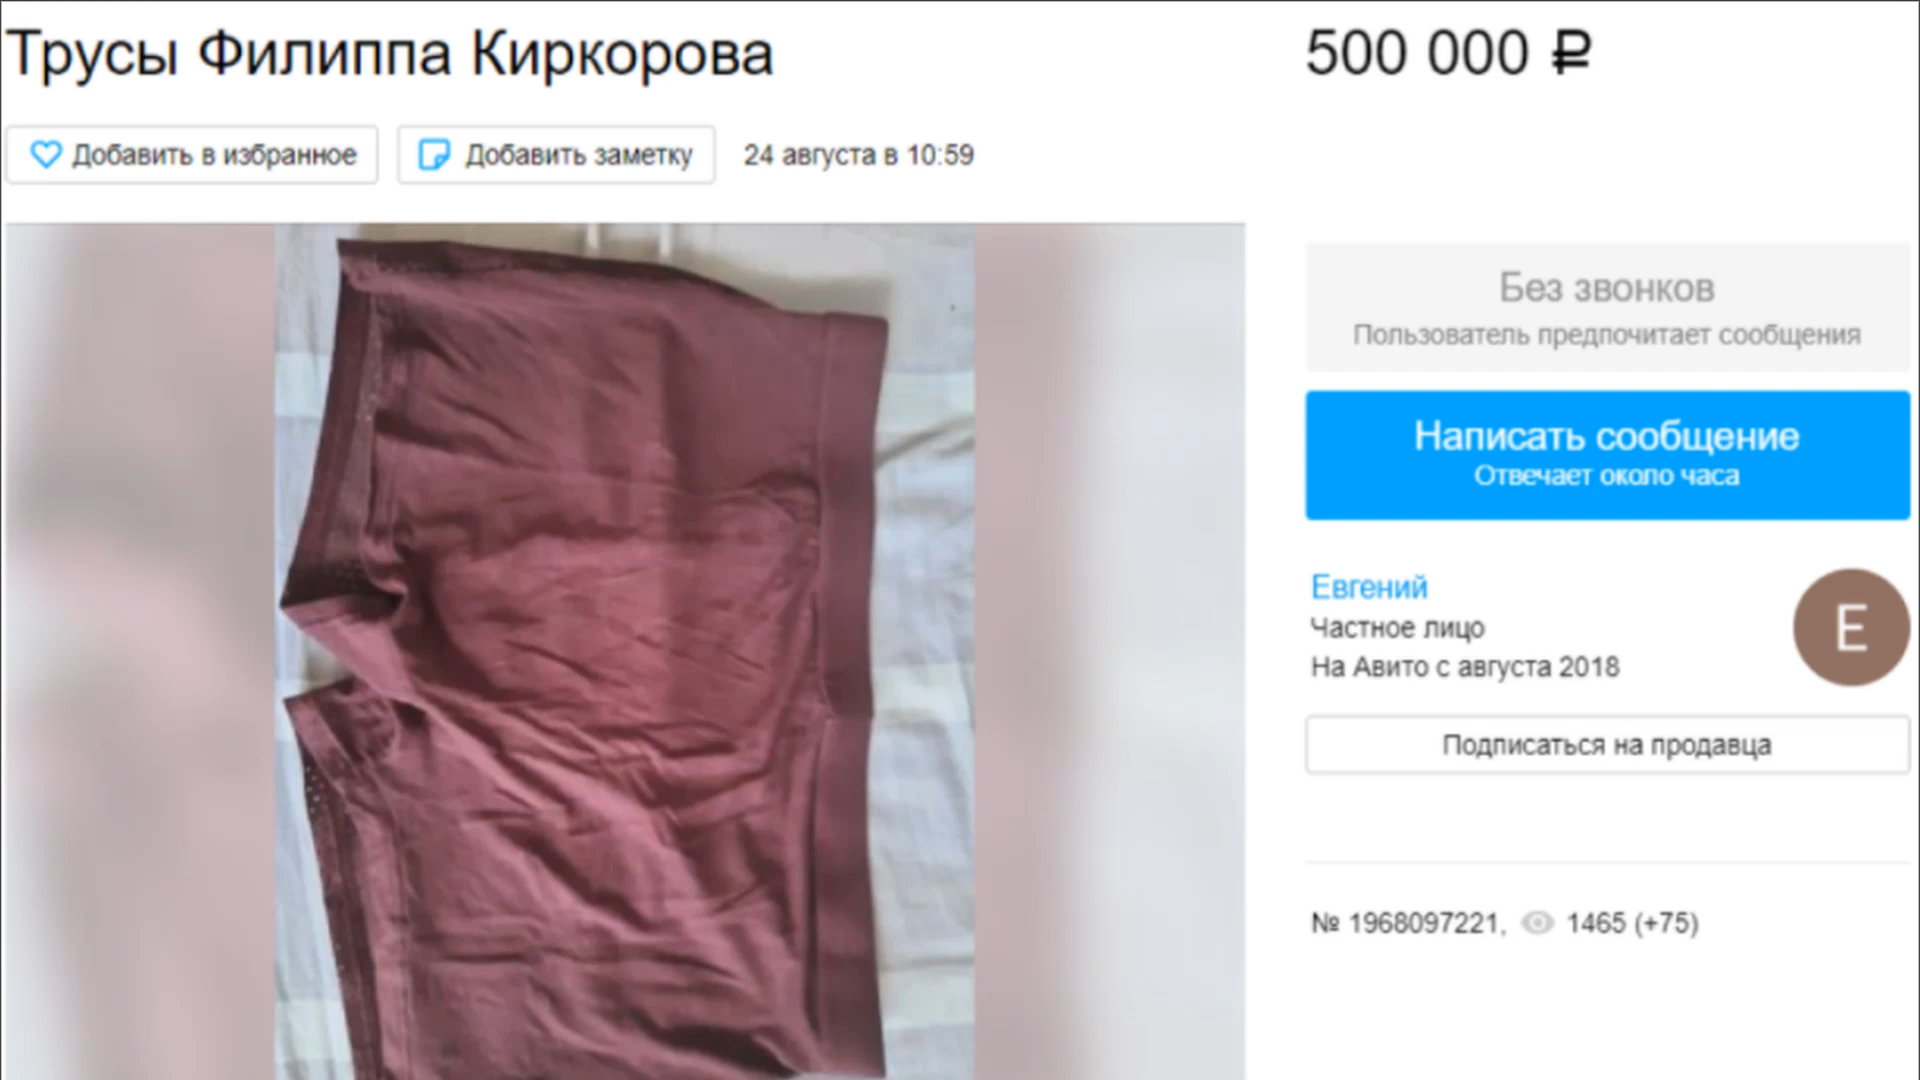 Трусы Филиппа Киркорова
500 000 ₽
Добавить в избранное
Добавить заметку
24 августа в 10:59
Без звонков
Пользователь предпочитает сообщения
Написать сообщение
Отвечает около часа
Евгений
Частное лицо
На Авито с августа 2018
Е
Подписаться на продавца
№ 1968097221, 1465 (+75)